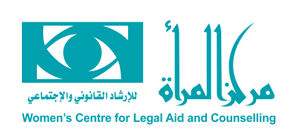 مركز المرأة
للإرشاد القانوني والإجتماعي
Women's Centre for Legal Aid and Counselling